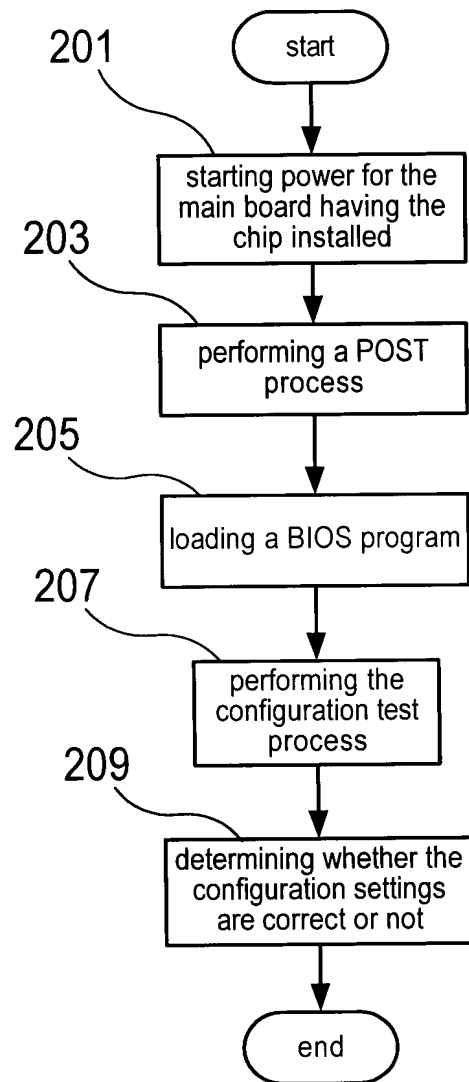 start
201
starting power for the
main board having the
chip installed
203
performing a POST
process
205
loading a BIOS program
207
performing the
configuration test
process
209
determining whether the
configuration settings
are correct or not
end